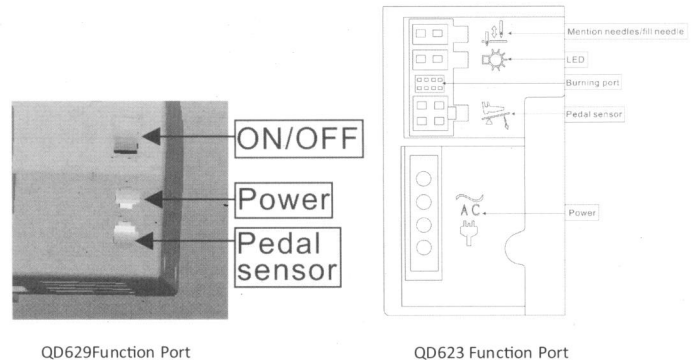 ON/OFF
Power
Pedal
sensor
QD629Function Port
Mention needles/fill needle
LED
Burning port
Pedal sensor
AC
Power
QD623 Function Port